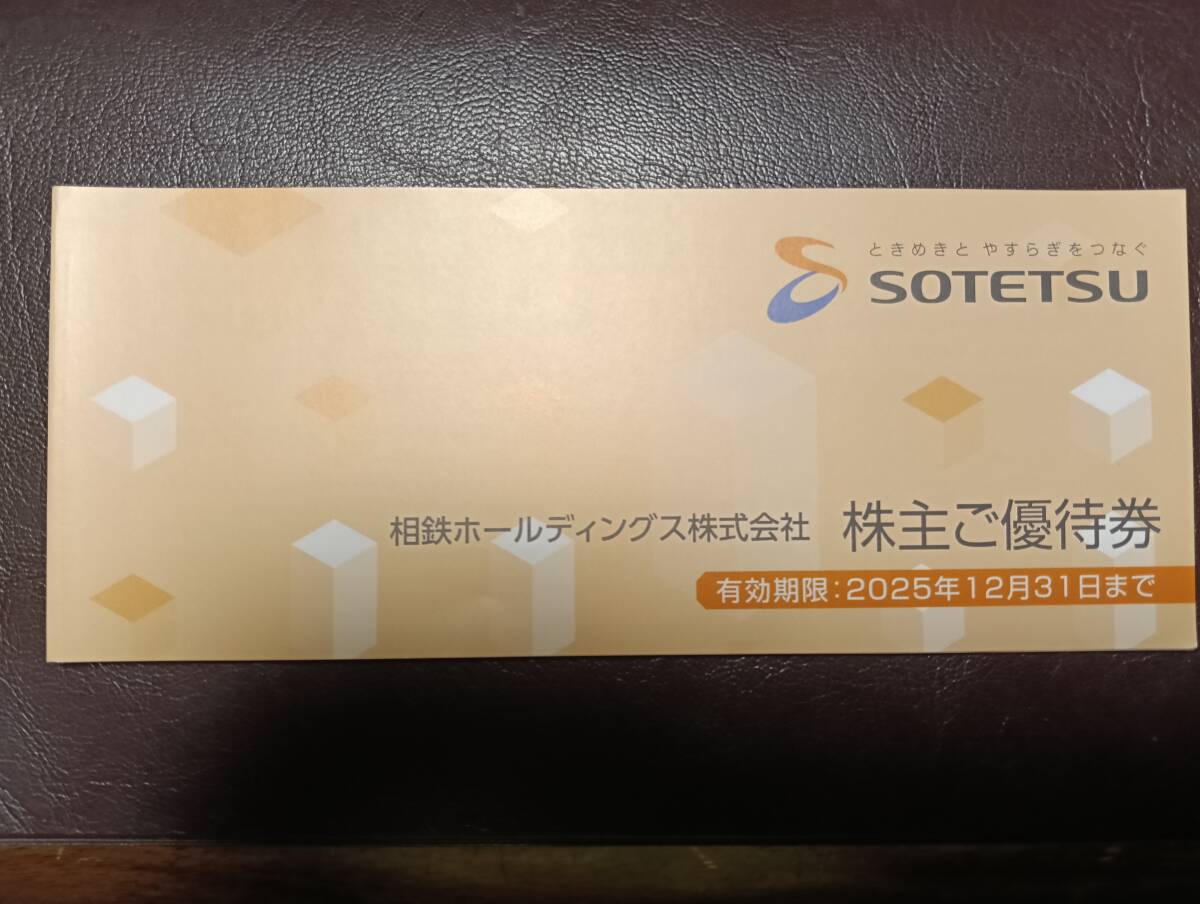 ときめきと やすらぎをつなぐ
SOTETSU
相鉄ホールディングス株式会社 株主ご優待券
有効期限:2025年12月31日まで